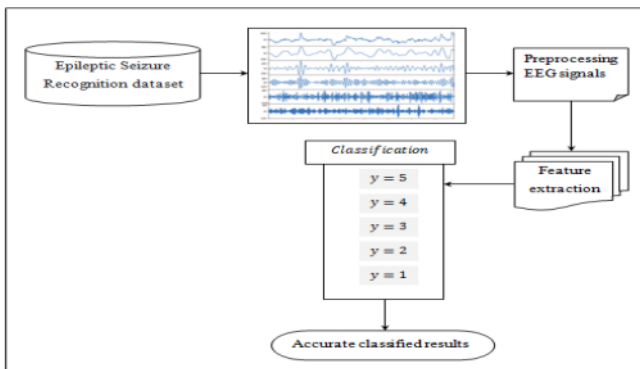 Epileptic Seizure
Recognition dataset
Preprocessing
EEG signals
Feature
extraction
Classification
y = 5
y = 4
y = 3
y = 2
y = 1
Accurate classified results